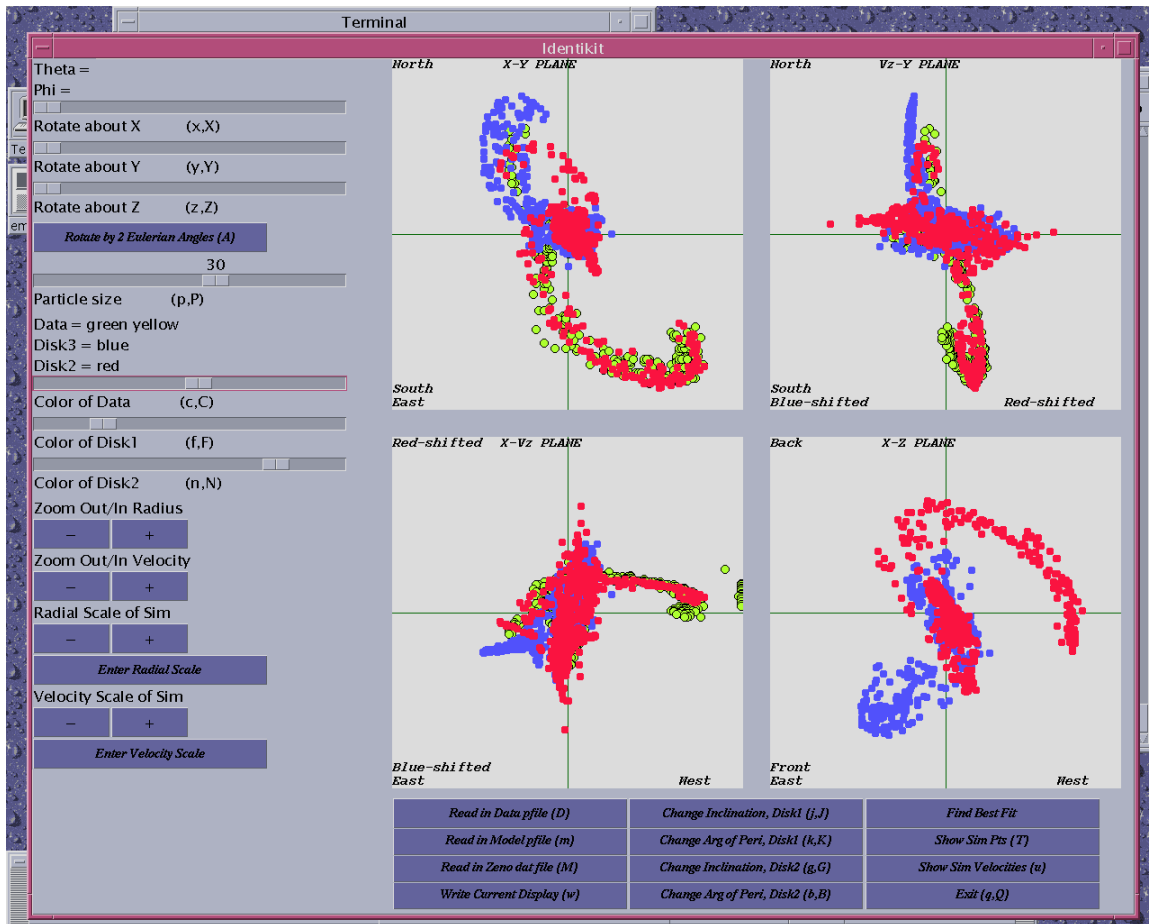 Terminal
Identikit
Theta =
Phi =
Rotate about X (x,X)
Rotate about Y (y,Y)
Rotate about Z (z,Z)
Rotate by 2 Eulerian Angles (A)
30
Particle size (p,P)
Data = green yellow
Disk3 = blue
Disk2 = red
Color of Data (c,C)
Color of Disk1 (f,F)
Color of Disk2 (n,N)
Zoom Out/In Radius
− +
Zoom Out/In Velocity
− +
Radial Scale of Sim
− +
Enter Radial Scale
Velocity Scale of Sim
− +
Enter Velocity Scale
North X-Y PLANE
South
East
North Vz-Y PLANE
South
Blue-shifted Red-shifted
Red-shifted X-Vz PLANE
Blue-shifted
East West
Back X-Z PLANE
Front
East West
Read in Data pfile (D) Change Inclination, Disk1 (j,J) Find Best Fit
Read in Model pfile (m) Change Arg of Peri, Disk1 (k,K) Show Sim Pts (T)
Read in Zeno dat file (M) Change Inclination, Disk2 (g,G) Show Sim Velocities (u)
Write Current Display (w) Change Arg of Peri, Disk2 (b,B) Exit (q,Q)
Te
em